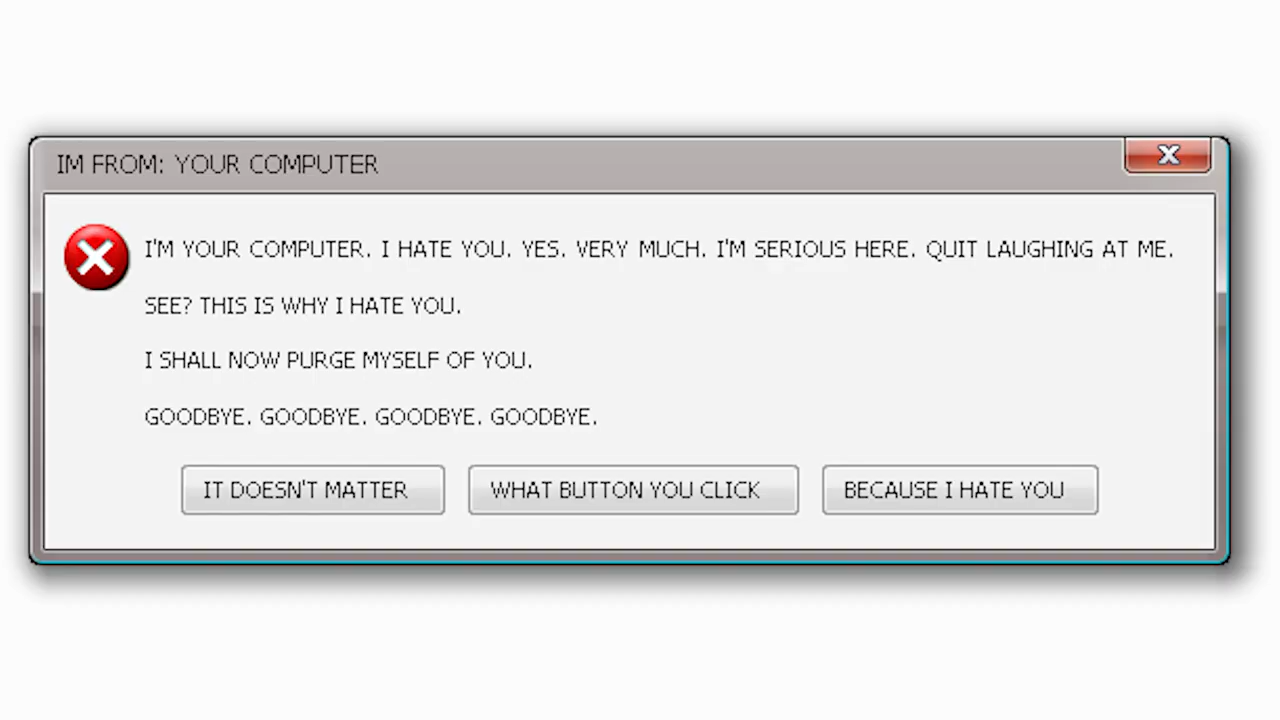 IM FROM: YOUR COMPUTER
I'M YOUR COMPUTER. I HATE YOU. YES. VERY MUCH. I'M SERIOUS HERE. QUIT LAUGHING AT ME.
SEE? THIS IS WHY I HATE YOU.
I SHALL NOW PURGE MYSELF OF YOU.
GOODBYE. GOODBYE. GOODBYE. GOODBYE.
IT DOESN'T MATTER WHAT BUTTON YOU CLICK BECAUSE I HATE YOU